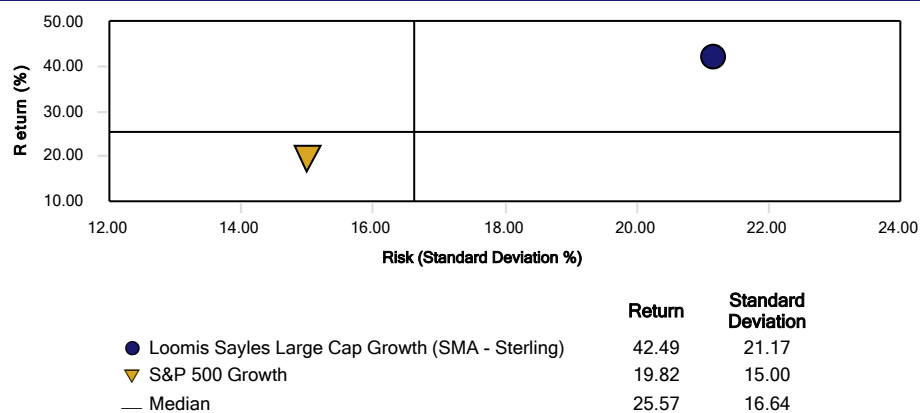 50.00
40.00
30.00
20.00
10.00
Return (%)
12.00 14.00 16.00 18.00 20.00 22.00 24.00
Risk (Standard Deviation %)
Return Standard Deviation
Loomis Sayles Large Cap Growth (SMA - Sterling) 42.49 21.17
S&P 500 Growth 19.82 15.00
Median 25.57 16.64